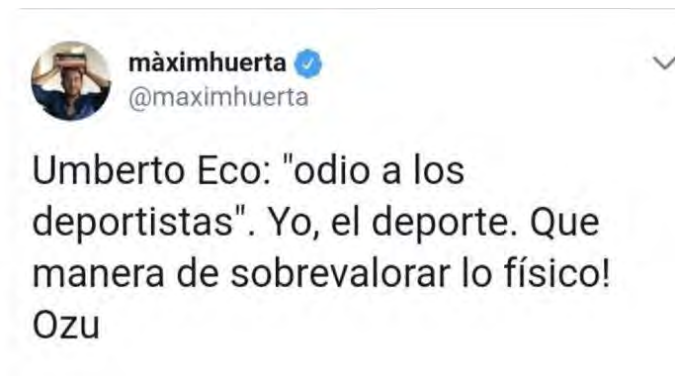 màximhuerta
@maximhuerta
Umberto Eco: "odio a los
deportistas". Yo, el deporte. Que
manera de sobrevalorar lo físico!
Ozu